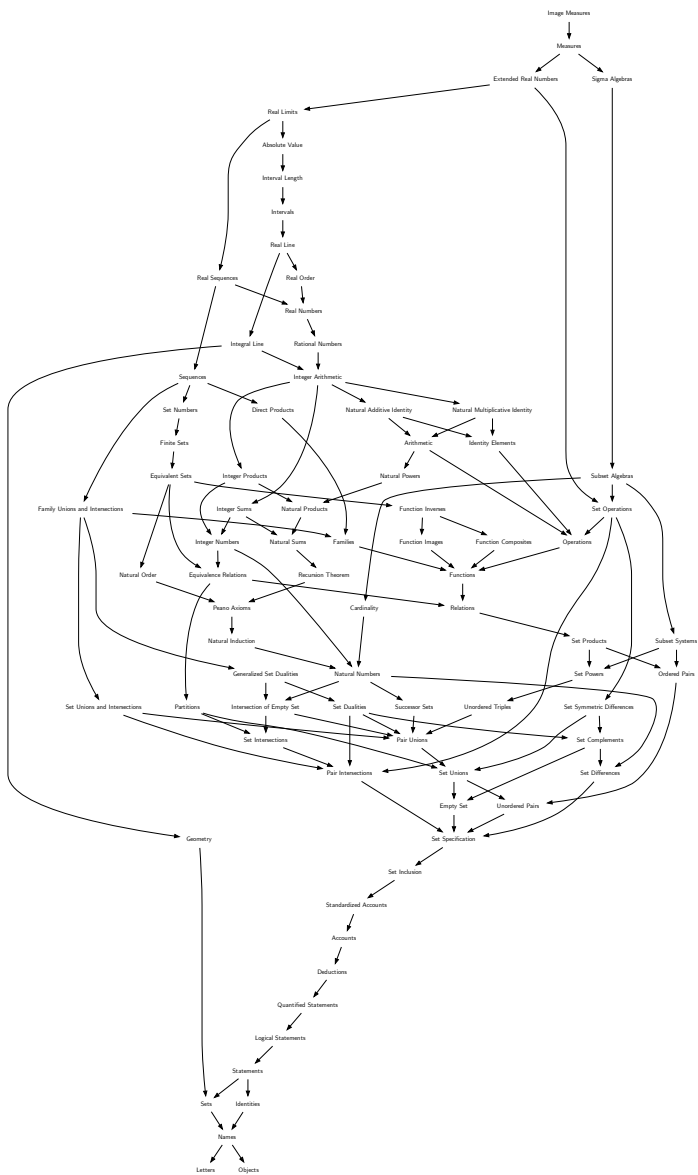 Image Measures
Measures
Extended Real Numbers Sigma Algebras
Real Limits
Absolute Value
Interval Length
Intervals
Real Line
Real Sequences Real Order
Real Numbers
Integral Line Rational Numbers
Sequences Integer Arithmetic
Set Numbers Direct Products Natural Additive Identity Natural Multiplicative Identity
Finite Sets Arithmetic Identity Elements
Equivalent Sets Integer Products Natural Powers Subset Algebras
Family Unions and Intersections Integer Sums Natural Products Function Inverses Set Operations
Integer Numbers Natural Sums Families Function Images Function Composites Operations
Natural Order Equivalence Relations Recursion Theorem Functions
Peano Axioms Cardinality Relations
Natural Induction Set Products Subset Systems
Generalized Set Dualities Natural Numbers Set Powers Ordered Pairs
Set Unions and Intersections Partitions Intersection of Empty Set Set Dualities Successor Sets Unordered Triples Set Symmetric Differences
Set Intersections Pair Unions Set Complements
Pair Intersections Set Unions Set Differences
Empty Set Unordered Pairs
Geometry Set Specification
Set Inclusion
Standardized Accounts
Accounts
Deductions
Quantified Statements
Logical Statements
Statements
Sets Identities
Names
Letters Objects